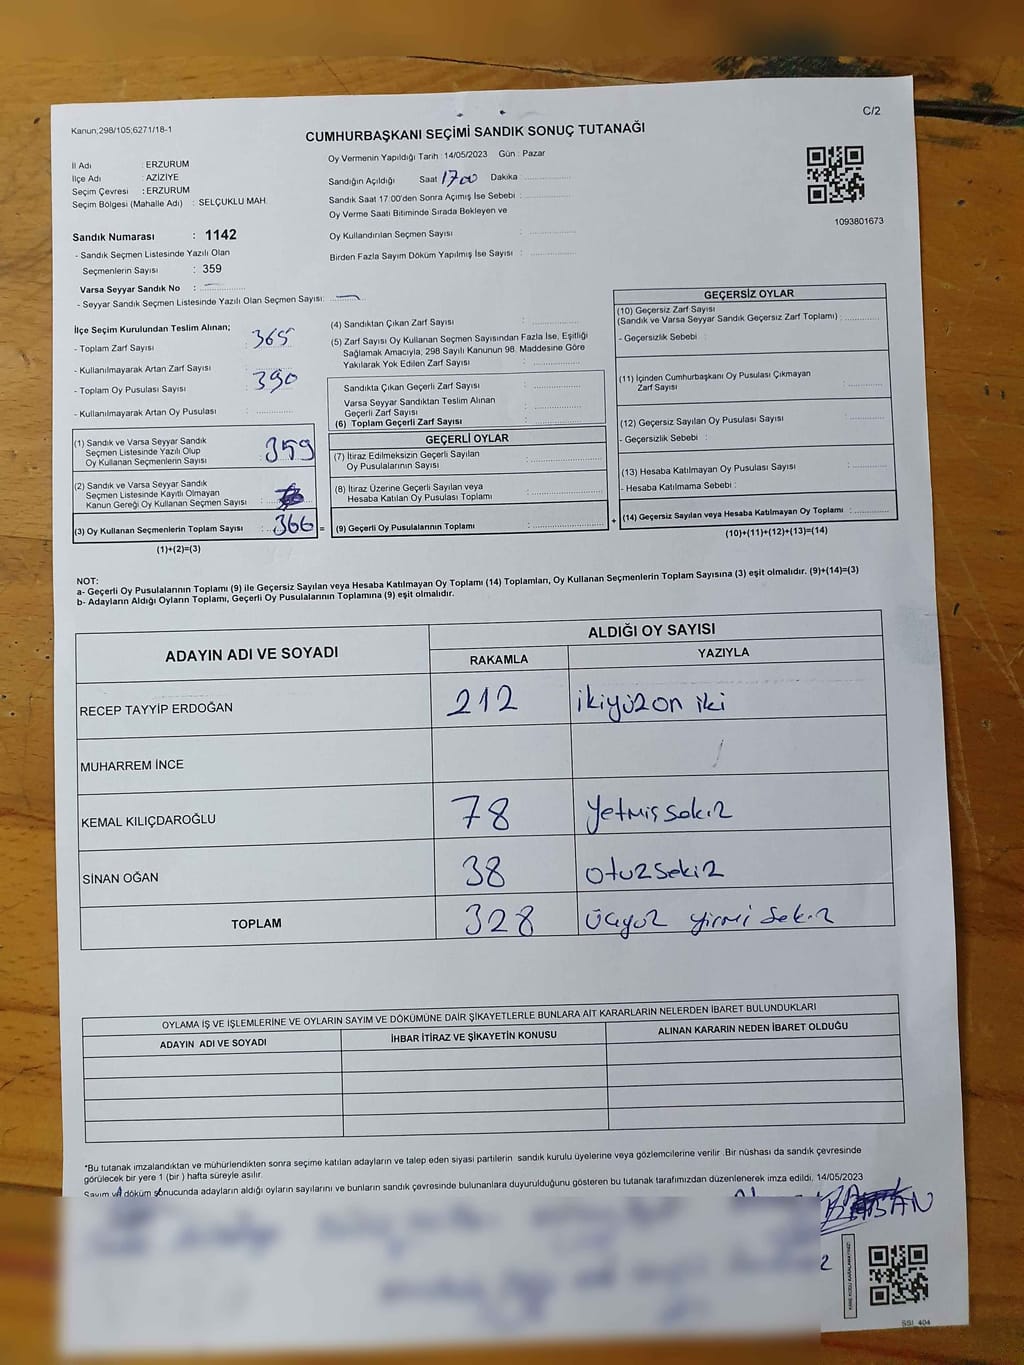 Kanun;298/105;6271/18-1
C/2
CUMHURBAŞKANI SEÇİMİ SANDIK SONUÇ TUTANAĞI
İl Adı : ERZURUM
İlçe Adı : AZİZİYE
Seçim Çevresi : ERZURUM
Seçim Bölgesi (Mahalle Adı) : SELÇUKLU MAH.
Oy Vermenin Yapıldığı Tarih : 14/05/2023 Gün : Pazar
Sandığın Açıldığı Saat 1700 Dakika :
Sandık Saat 17:00'den Sonra Açımış İse Sebebi :
Oy Verme Saati Bitiminde Sırada Bekleyen ve
Oy Kullandırılan Seçmen Sayısı :
Birden Fazla Sayım Döküm Yapılmış İse Sayısı :
1093801673
Sandık Numarası : 1142
- Sandık Seçmen Listesinde Yazılı Olan
Seçmenlerin Sayısı : 359
Varsa Seyyar Sandık No :
- Seyyar Sandık Seçmen Listesinde Yazılı Olan Seçmen Sayısı:
İlçe Seçim Kurulundan Teslim Alınan;
- Toplam Zarf Sayısı : 365
- Kullanılmayarak Artan Zarf Sayısı :
- Toplam Oy Pusulası Sayısı : 390
- Kullanılmayarak Artan Oy Pusulası :
(1) Sandık ve Varsa Seyyar Sandık
Seçmen Listesinde Yazılı Olup
Oy Kullanan Seçmenlerin Sayısı : 359
(2) Sandık ve Varsa Seyyar Sandık
Seçmen Listesinde Kayıtlı Olmayan
Kanun Gereği Oy Kullanan Seçmen Sayısı :
(3) Oy Kullanan Seçmenlerin Toplam Sayısı : 366 =
(1)+(2)=(3)
(4) Sandıktan Çıkan Zarf Sayısı :
(5) Zarf Sayısı Oy Kullanan Seçmen Sayısından Fazla İse, Eşitliği
Sağlamak Amacıyla, 298 Sayılı Kanunun 98. Maddesine Göre
Yakılarak Yok Edilen Zarf Sayısı :
Sandıkta Çıkan Geçerli Zarf Sayısı :
Varsa Seyyar Sandıktan Teslim Alınan
Geçerli Zarf Sayısı :
(6) Toplam Geçerli Zarf Sayısı :
GEÇERLİ OYLAR
(7) İtiraz Edilmeksizin Geçerli Sayılan
Oy Pusulalarının Sayısı :
(8) İtiraz Üzerine Geçerli Sayılan veya
Hesaba Katılan Oy Pusulası Toplamı :
(9) Geçerli Oy Pusulalarının Toplamı : +
GEÇERSİZ OYLAR
(10) Geçersiz Zarf Sayısı
(Sandık ve Varsa Seyyar Sandık Geçersiz Zarf Toplamı) :
- Geçersizlik Sebebi :
(11) İçinden Cumhurbaşkanı Oy Pusulası Çıkmayan
Zarf Sayısı :
(12) Geçersiz Sayılan Oy Pusulası Sayısı :
- Geçersizlik Sebebi :
(13) Hesaba Katılmayan Oy Pusulası Sayısı :
- Hesaba Katılmama Sebebi :
(14) Geçersiz Sayılan veya Hesaba Katılmayan Oy Toplamı :
(10)+(11)+(12)+(13)=(14)
NOT:
a- Geçerli Oy Pusulalarının Toplamı (9) ile Geçersiz Sayılan veya Hesaba Katılmayan Oy Toplamı (14) Toplamları, Oy Kullanan Seçmenlerin Toplam Sayısına (3) eşit olmalıdır. (9)+(14)=(3)
b- Adayların Aldığı Oyların Toplamı, Geçerli Oy Pusulalarının Toplamına (9) eşit olmalıdır.
ADAYIN ADI VE SOYADI ALDIĞI OY SAYISI
RAKAMLA YAZIYLA
RECEP TAYYİP ERDOĞAN 212 ikiyüzon iki
MUHARREM İNCE
KEMAL KILIÇDAROĞLU 78 Yetmiş sekiz
SİNAN OĞAN 38 otuzsekiz
TOPLAM 328 üçyüz yirmi sekiz
OYLAMA İŞ VE İŞLEMLERİNE VE OYLARIN SAYIM VE DÖKÜMÜNE DAİR ŞİKAYETLERLE BUNLARA AİT KARARLARIN NELERDEN İBARET BULUNDUKLARI
ADAYIN ADI VE SOYADI İHBAR İTİRAZ VE ŞİKAYETİN KONUSU ALINAN KARARIN NEDEN İBARET OLDUĞU
*Bu tutanak imzalandıktan ve mühürlendikten sonra seçime katılan adayların ve talep eden siyasi partilerin sandık kurulu üyelerine veya gözlemcilerine verilir .Bir nüshası da sandık çevresinde
görülecek bir yere 1 (bir ) hafta süreyle asılır.
Sayım ve döküm sonucunda adayların aldığı oyların sayılarını ve bunların sandık çevresinde bulunanlara duyurulduğunu gösteren bu tutanak tarafımızdan düzenlenerek imza edildi. 14/05/2023
2
SSI_404